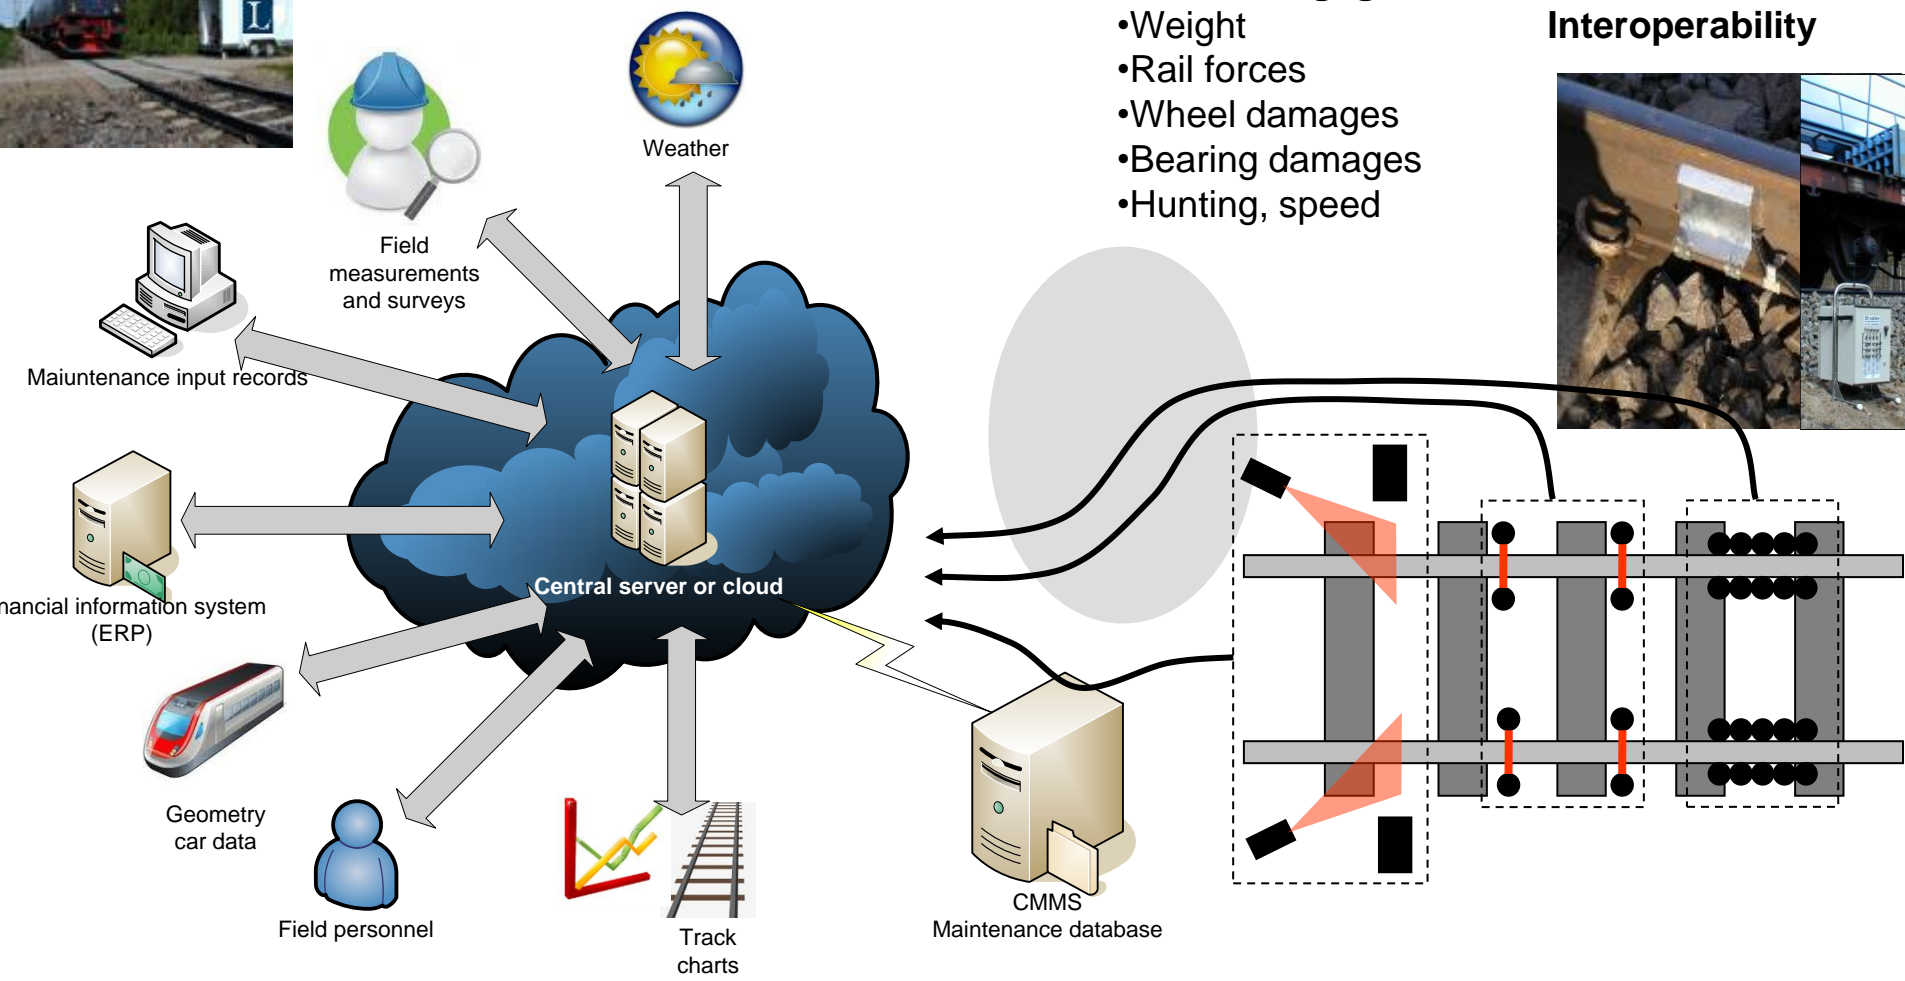 L
•Weight
•Rail forces
•Wheel damages
•Bearing damages
•Hunting, speed
Interoperability
Weather
Field
measurements
and surveys
Maiuntenance input records
Central server or cloud
nancial information system
(ERP)
Geometry
car data
Field personnel
Track
charts
CMMS
Maintenance database